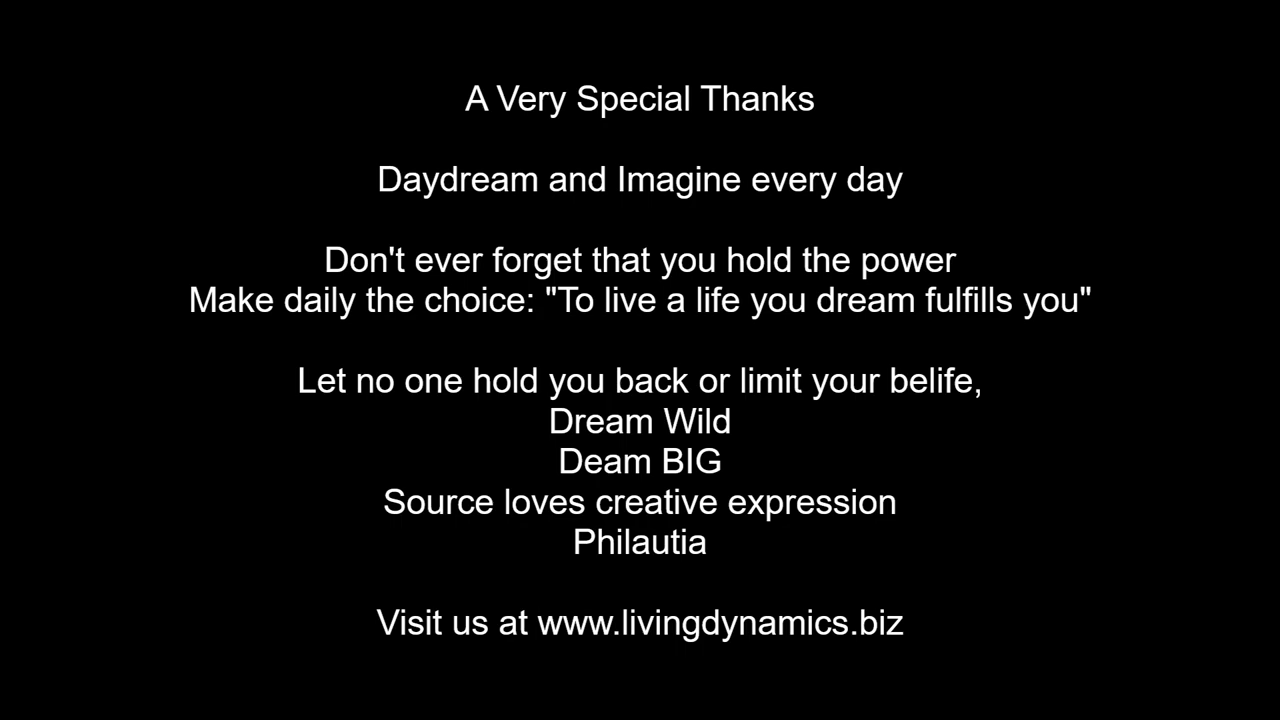 A Very Special Thanks
Daydream and Imagine every day
Don't ever forget that you hold the power
Make daily the choice: "To live a life you dream fulfills you"
Let no one hold you back or limit your belife,
Dream Wild
Deam BIG
Source loves creative expression
Philautia
Visit us at www.livingdynamics.biz